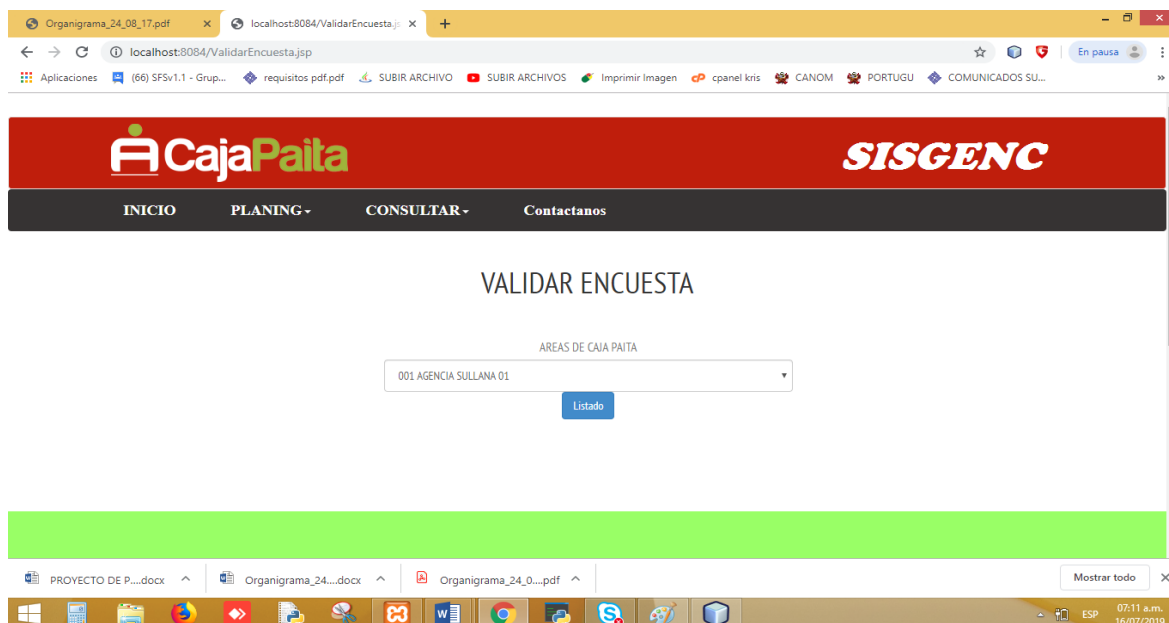 Organigrama_24_08_17.pdf
localhost:8084/ValidarEncuesta.js
localhost:8084/ValidarEncuesta.jsp
En pausa
Aplicaciones
(66) SFSv1.1 - Grup...
requisitos pdf.pdf
SUBIR ARCHIVO
SUBIR ARCHIVOS
Imprimir Imagen
cpanel kris
CANOM
PORTUGU
COMUNICADOS SU...
CajaPaita
SISGENC
INICIO
PLANING
CONSULTAR
Contactanos
VALIDAR ENCUESTA
AREAS DE CAJA PAITA
001 AGENCIA SULLANA 01
Listado
PROYECTO DE P....docx
Organigrama_24....docx
Organigrama_24_0....pdf
Mostrar todo
ESP
07:11 a.m.
16/07/2019